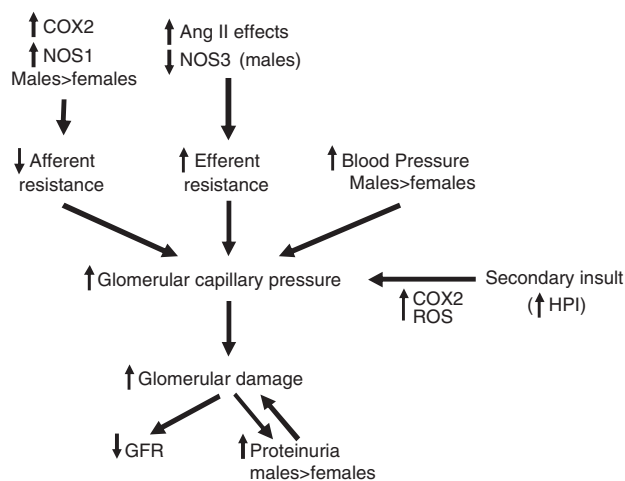 COX2
NOS1
Males>females
Ang II effects
NOS3 (males)
Afferent
resistance
Efferent
resistance
Blood Pressure
Males>females
Glomerular capillary pressure
Secondary insult
(HPI)
COX2
ROS
Glomerular damage
GFR
Proteinuria
males>females